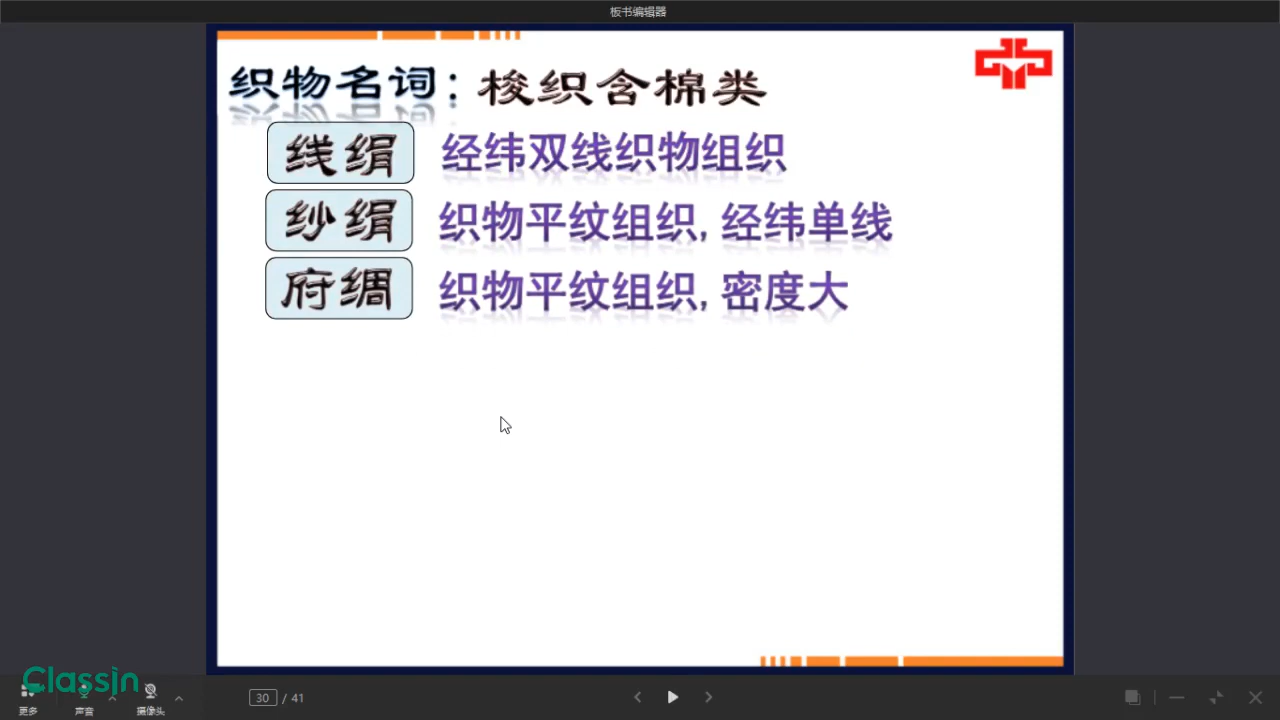 板书编辑器
织物名词：梭织含棉类
线绢 经纬双线织物组织
纱绢 织物平纹组织,经纬单线
府绸 织物平纹组织,密度大
ClassIn
更多 声音 摄像头 30 / 41